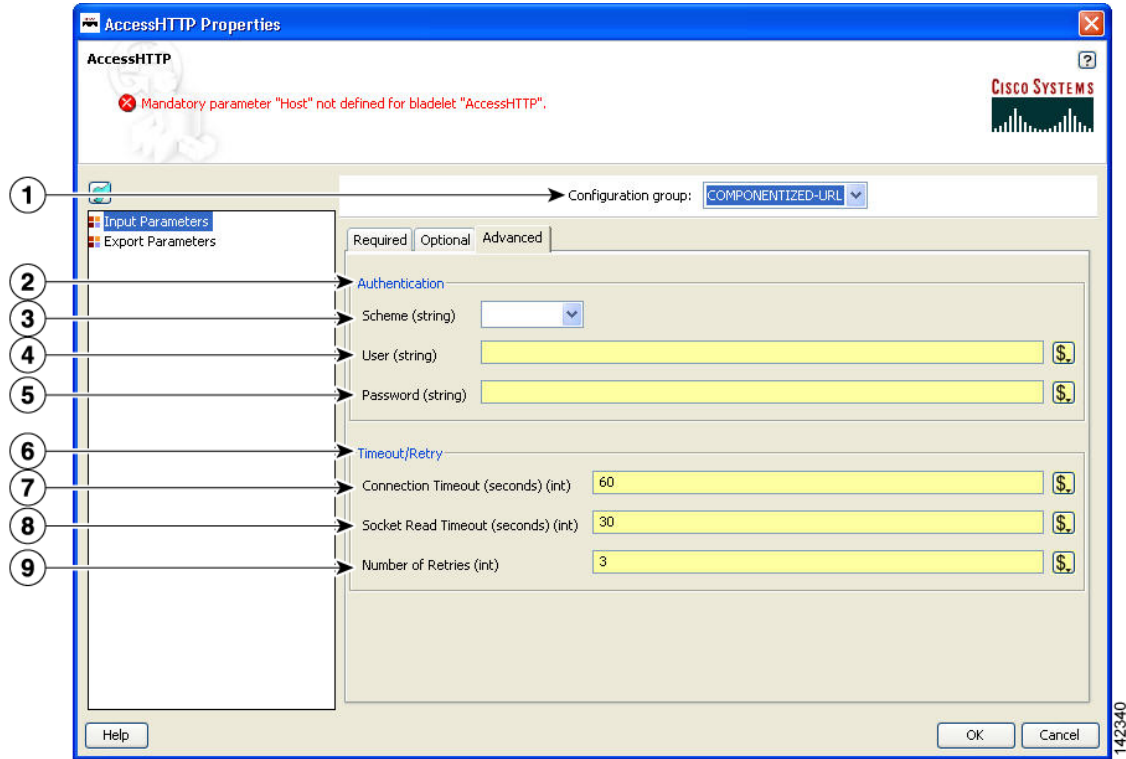 AccessHTTP Properties
AccessHTTP
Mandatory parameter "Host" not defined for bladelet "AccessHTTP".
?
CISCO SYSTEMS
1
Configuration group: COMPONENTIZED-URL
Input Parameters
Export Parameters
Required Optional Advanced
2
Authentication
3
Scheme (string)
4
User (string) $
5
Password (string) $
6
Timeout/Retry
7
Connection Timeout (seconds) (int) 60 $
8
Socket Read Timeout (seconds) (int) 30 $
9
Number of Retries (int) 3 $
Help OK Cancel
142340